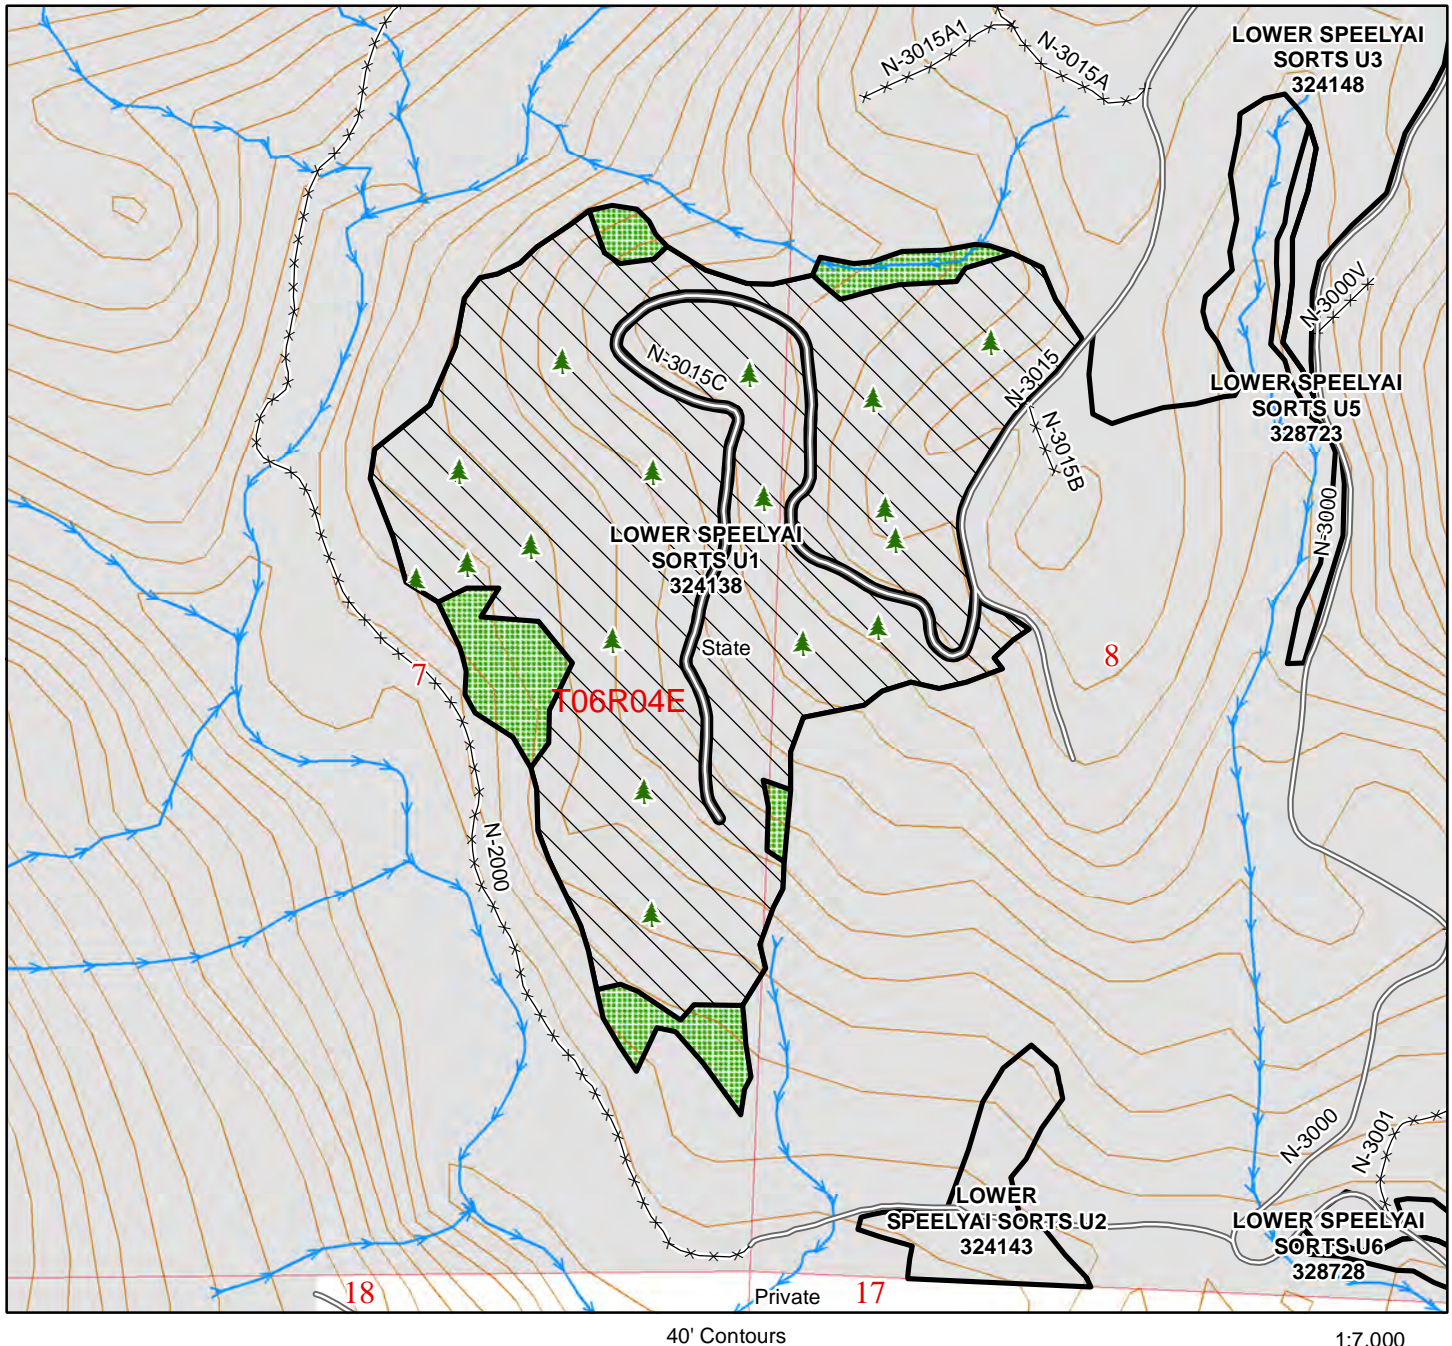 N-3015A1
N-3015A
LOWER SPEELYAI
SORTS U3
324148
N-3000V
N-3015C
N-3015
LOWER SPEELYAI
SORTS U5
328723
N-3015B
N-3000
LOWER SPEELYAI
SORTS U1
324138
State
8
7
T06R04E
N-2000
N-3000
N-3001
LOWER
SPEELYAI SORTS U2
324143
LOWER SPEELYAI
SORTS U6
328728
18
Private
17
40' Contours
1:7,000